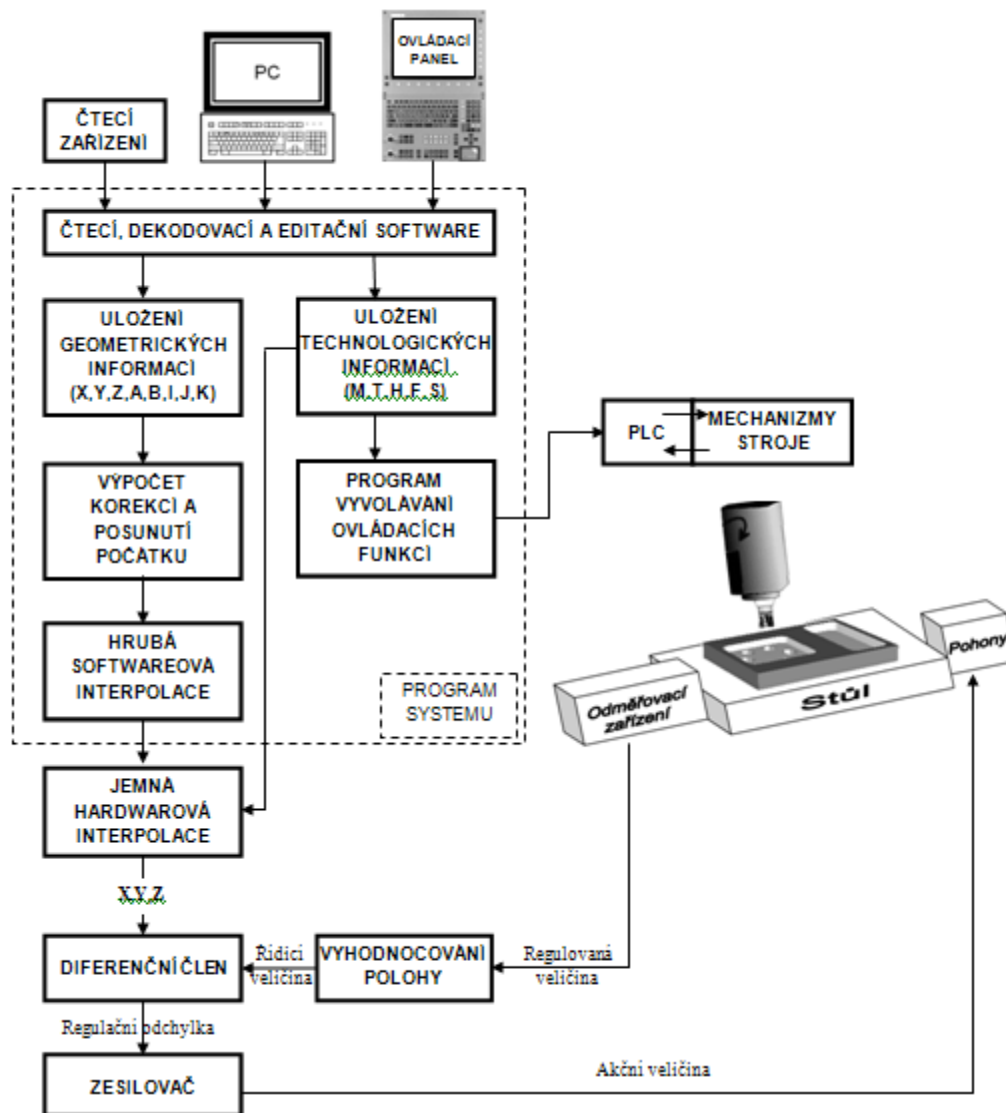 PC
OVLÁDACÍ
PANEL
ČTECÍ
ZAŘÍZENÍ
ČTECÍ, DEKODOVACÍ A EDITAČNÍ SOFTWARE
ULOŽENÍ
GEOMETRICKÝCH
INFORMACÍ
(X,Y,Z,A,B,I,J,K)
ULOŽENÍ
TECHNOLOGICKÝCH
INFORMACÍ
(M,T,H,F,S)
PLC
MECHANIZMY
STROJE
VÝPOČET
KOREKCÍ A
POSUNUTÍ
POČÁTKU
PROGRAM
VYVOLÁVÁNÍ
OVLÁDACÍCH
FUNKCÍ
HRUBÁ
SOFTWAREOVÁ
INTERPOLACE
PROGRAM
SYSTEMU
Odměřovací
zařízení
Stůl
Pohony
JEMNÁ
HARDWAROVÁ
INTERPOLACE
X,Y,Z
DIFERENČNÍ ČLEN
Řídicí
veličina
VYHODNOCOVÁNÍ
POLOHY
Regulovaná
veličina
Regulační odchylka
ZESILOVAČ
Akční veličina